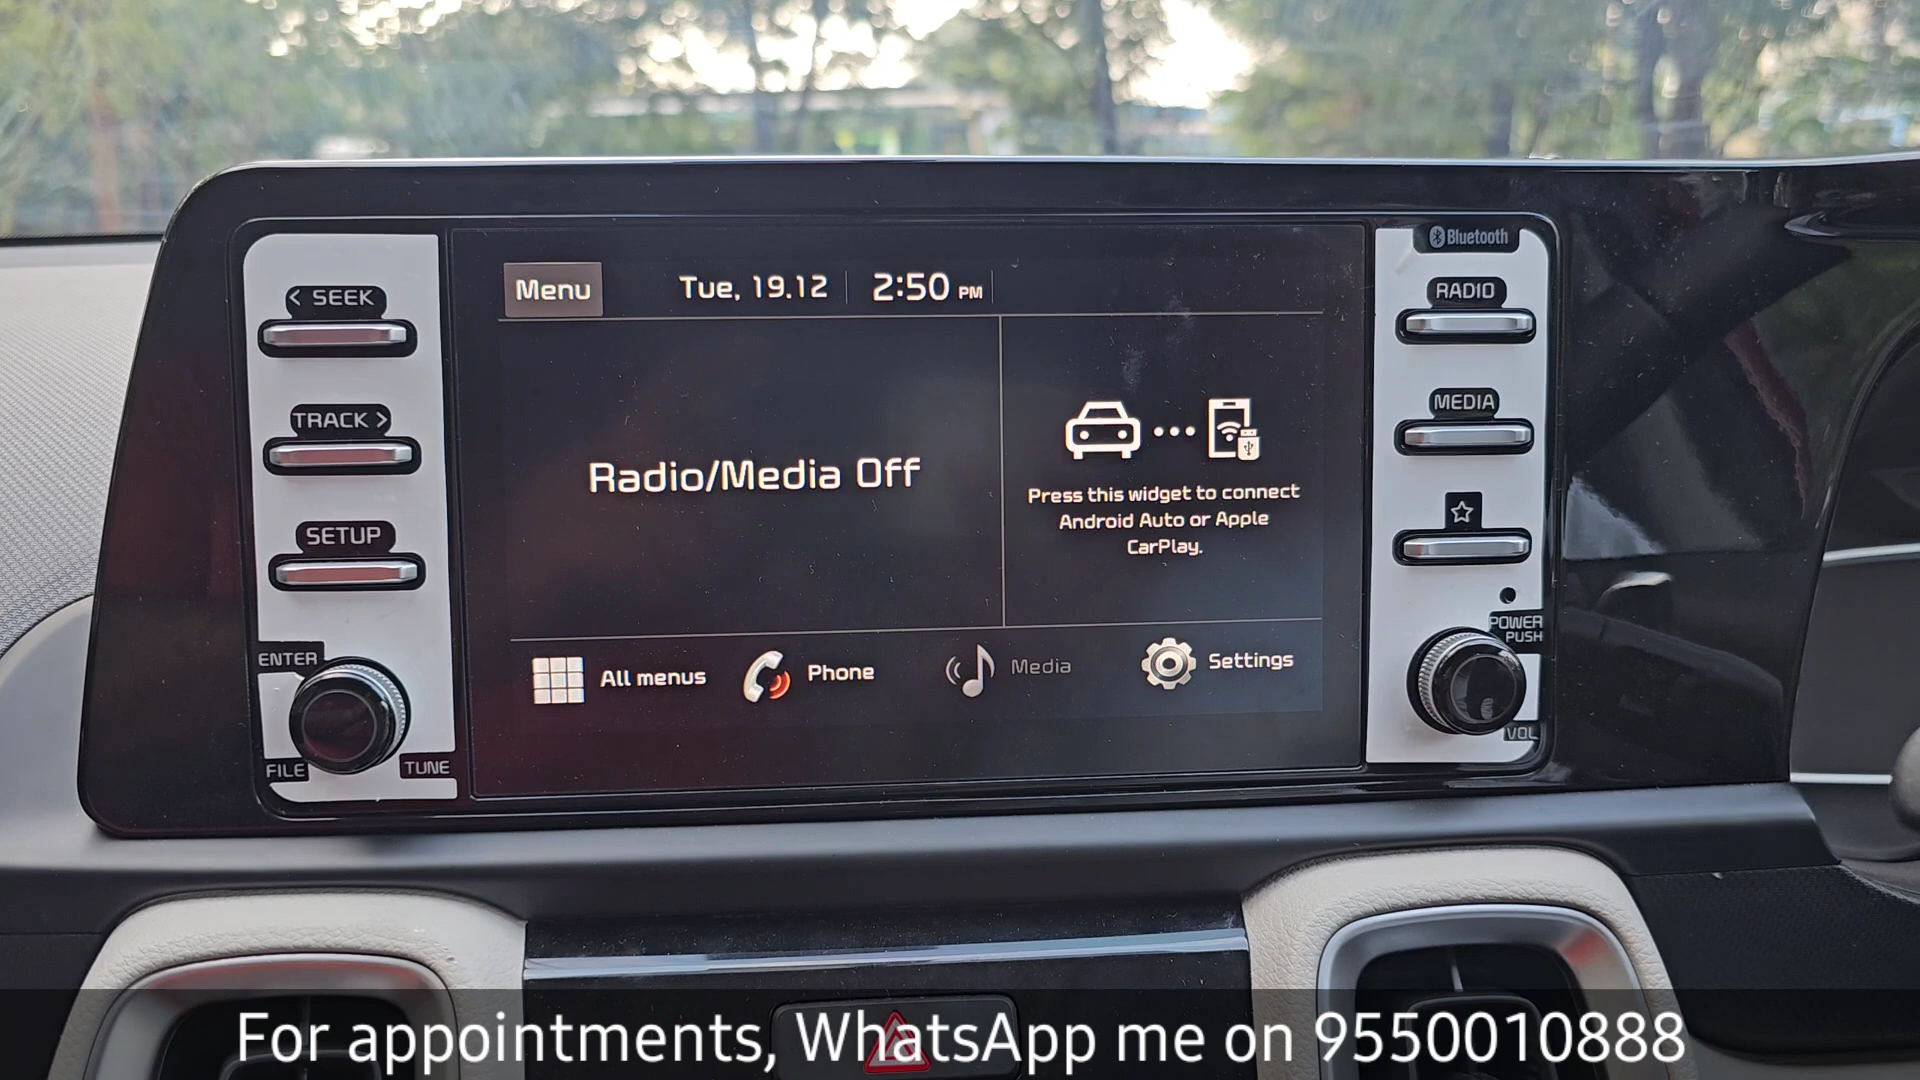 Bluetooth
< SEEK
Menu
Tue, 19.12
2:50 PM
RADIO
TRACK >
MEDIA
Radio/Media Off
Press this widget to connect
Android Auto or Apple
CarPlay.
SETUP
ENTER
All menus
Phone
Media
Settings
POWER
PUSH
FILE
TUNE
VOL
For appointments, WhatsApp me on 9550010888